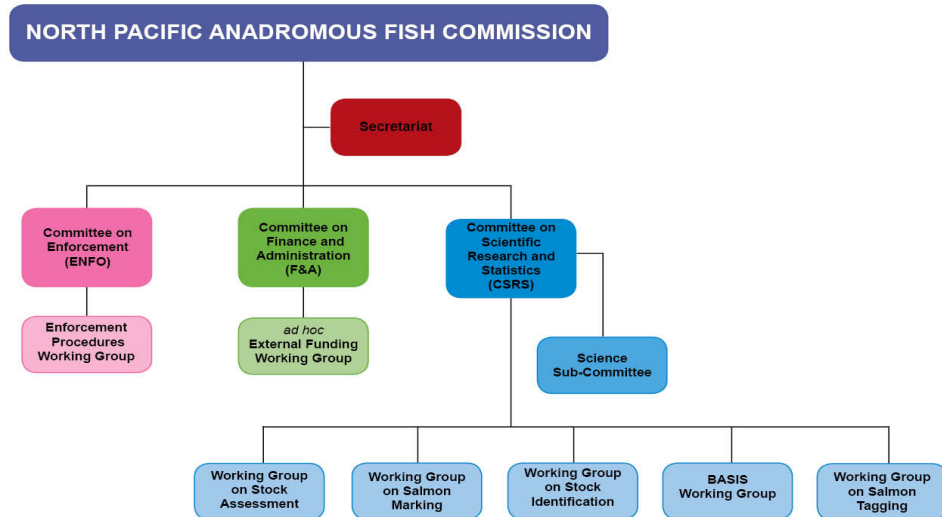 NORTH PACIFIC ANADROMOUS FISH COMMISSION
Secretariat
Committee on
Enforcement
(ENFO)
Committee on
Finance and
Administration
(F&A)
Committee on
Scientific
Research and
Statistics
(CSRS)
Enforcement
Procedures
Working Group
ad hoc
External Funding
Working Group
Science
Sub-Committee
Working Group
on Stock
Assessment
Working Group
on Salmon
Marking
Working Group
on Stock
Identification
BASIS
Working Group
Working Group
on Salmon
Tagging